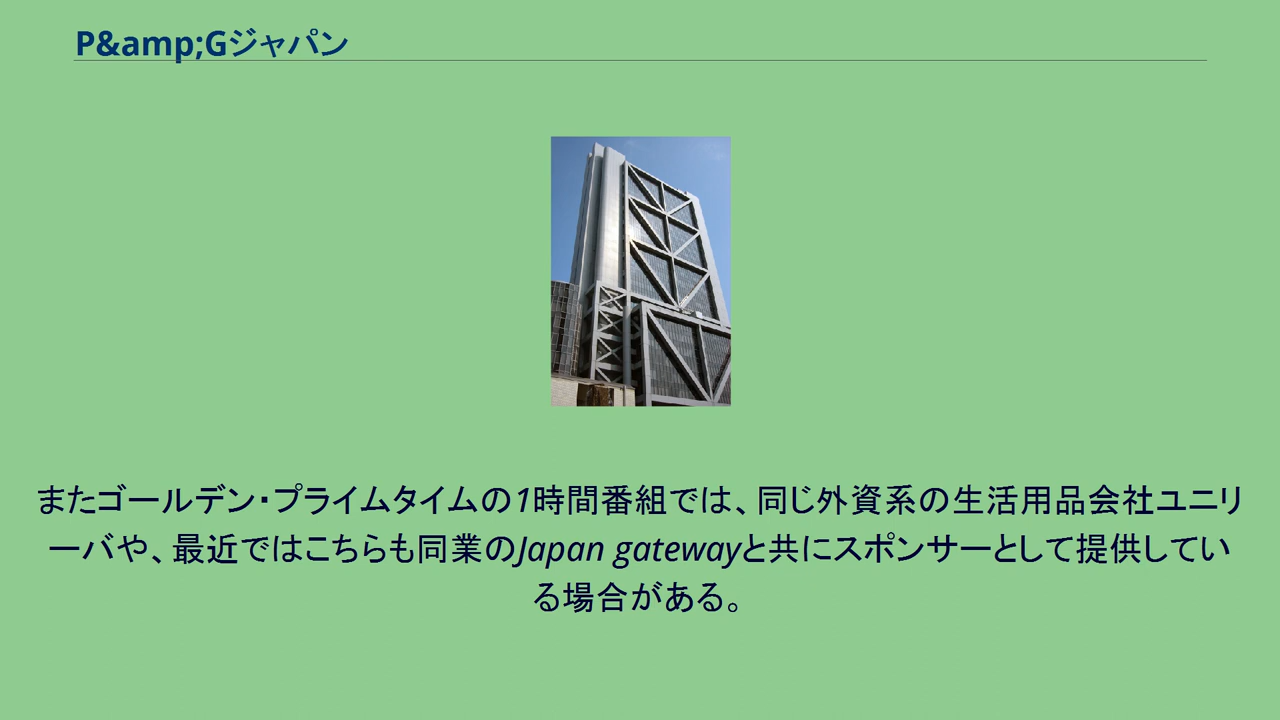 P&amp;Gジャパン
またゴールデン・プライムタイムの1時間番組では、同じ外資系の生活用品会社ユニリ
ーバや、最近ではこちらも同業のJapan gatewayと共にスポンサーとして提供してい
る場合がある。